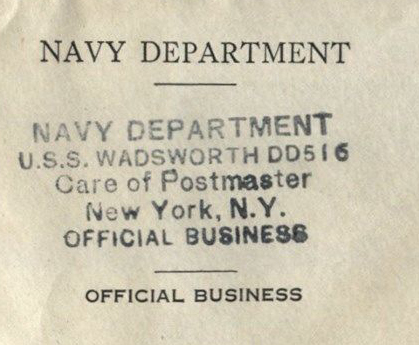 NAVY DEPARTMENT
NAVY DEPARTMENT
U.S.S. WADSWORTH DD516
Care of Postmaster
New York, N.Y.
OFFICIAL BUSINESS
OFFICIAL BUSINESS